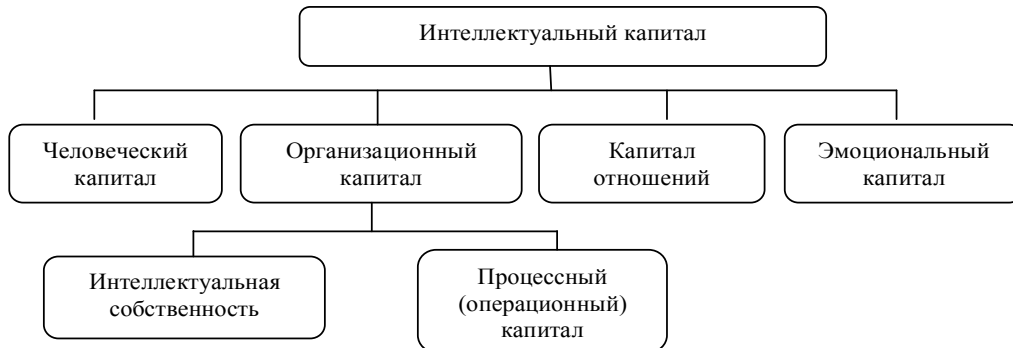 Интеллектуальный капитал
Человеческий
капитал
Организационный
капитал
Капитал
отношений
Эмоциональный
капитал
Интеллектуальная
собственность
Процессный
(операционный)
капитал